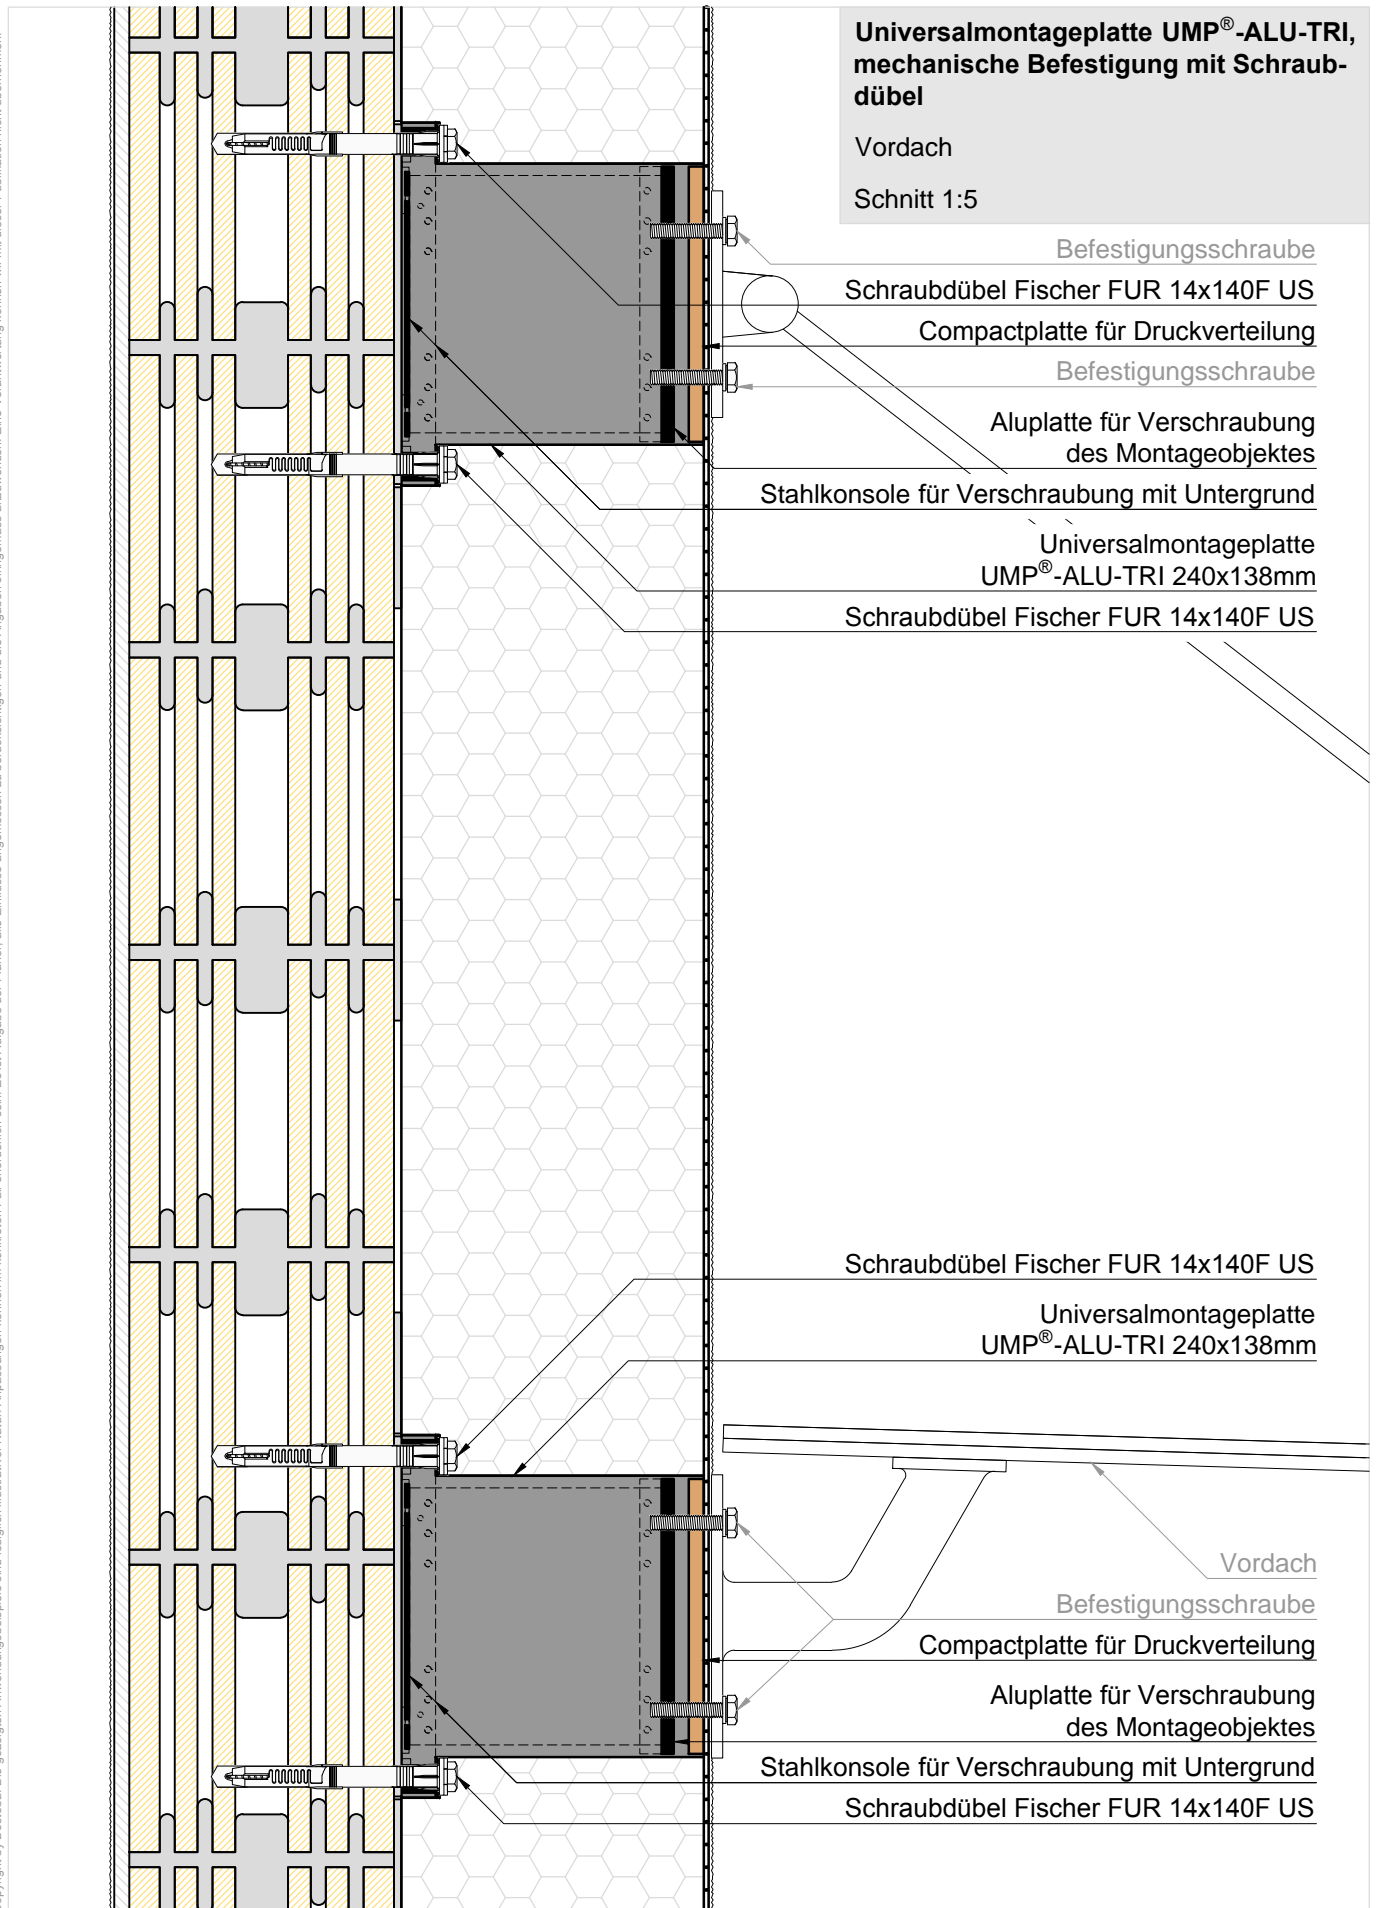 Universalmontageplatte UMP®-ALU-TRI,
mechanische Befestigung mit Schraub-
dübel
Vordach
Schnitt 1:5
Befestigungsschraube
Schraubdübel Fischer FUR 14x140F US
Compactplatte für Druckverteilung
Befestigungsschraube
Aluplatte für Verschraubung
des Montageobjektes
Stahlkonsole für Verschraubung mit Untergrund
Universalmontageplatte
UMP®-ALU-TRI 240x138mm
Schraubdübel Fischer FUR 14x140F US
Schraubdübel Fischer FUR 14x140F US
Universalmontageplatte
UMP®-ALU-TRI 240x138mm
Vordach
Befestigungsschraube
Compactplatte für Druckverteilung
Aluplatte für Verschraubung
des Montageobjektes
Stahlkonsole für Verschraubung mit Untergrund
Schraubdübel Fischer FUR 14x140F US